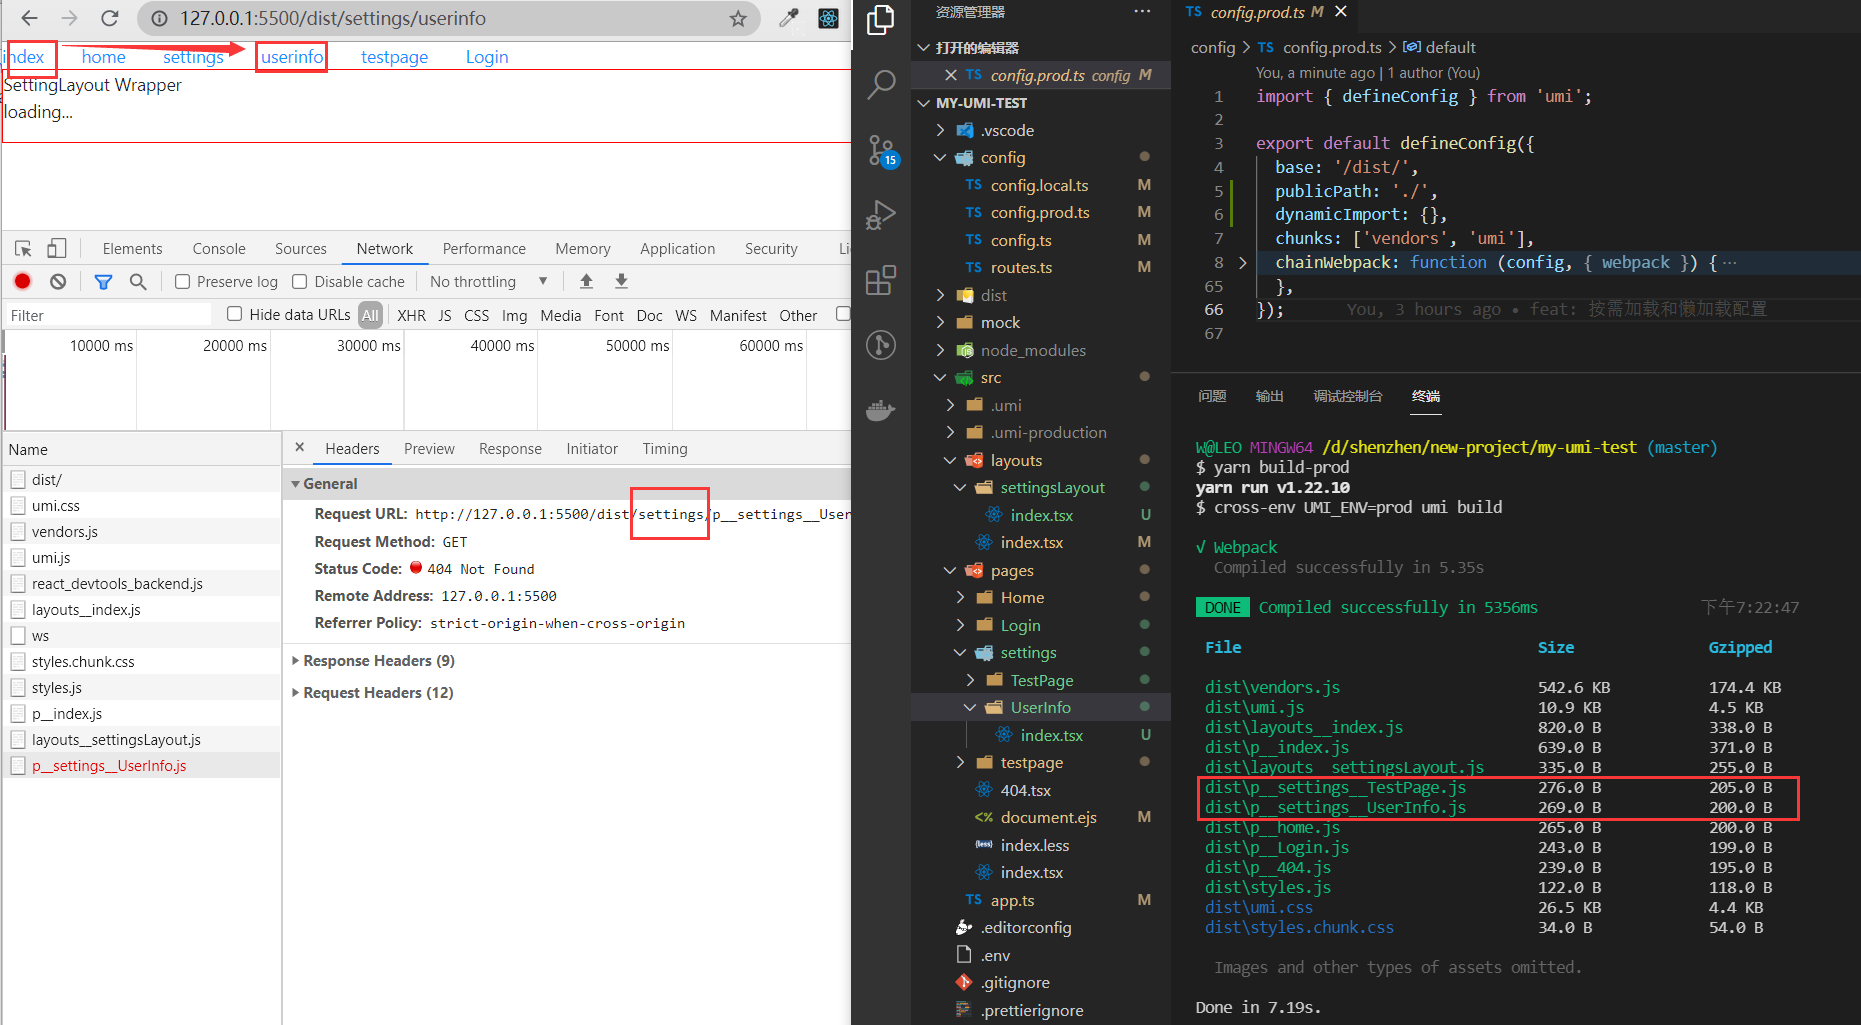 127.0.0.1:5500/dist/settings/userinfo
index home settings userinfo testpage Login
SettingLayout Wrapper
loading...
Elements Console Sources Network Performance Memory Application Security
Preserve log Disable cache No throttling
Filter Hide data URLs All XHR JS CSS Img Media Font Doc WS Manifest Other
10000 ms 20000 ms 30000 ms 40000 ms 50000 ms 60000 ms
Name
dist/
umi.css
vendors.js
umi.js
react_devtools_backend.js
layouts__index.js
ws
styles.chunk.css
styles.js
p__index.js
layouts__settingsLayout.js
p__settings__UserInfo.js
× Headers Preview Response Initiator Timing
General
Request URL: http://127.0.0.1:5500/dist/settings/p__settings__User
Request Method: GET
Status Code: 404 Not Found
Remote Address: 127.0.0.1:5500
Referrer Policy: strict-origin-when-cross-origin
Response Headers (9)
Request Headers (12)
15
资源管理器 ···
打开的编辑器
× TS config.prod.ts config M
MY-UMI-TEST
.vscode
config
TS config.local.ts M
TS config.prod.ts M
TS config.ts M
TS routes.ts M
dist
mock
node_modules
src
.umi
.umi-production
layouts
settingsLayout
index.tsx U
index.tsx M
pages
Home
Login
settings
TestPage
UserInfo
index.tsx U
testpage
404.tsx
<% document.ejs M
{less} index.less
index.tsx
TS app.ts M
.editorconfig
.env
.gitignore
.prettierignore
TS config.prod.ts M ×
config > TS config.prod.ts > default
You, a minute ago | 1 author (You)
1 import { defineConfig } from 'umi';
2
3 export default defineConfig({
4 base: '/dist/',
5 publicPath: './',
6 dynamicImport: {},
7 chunks: ['vendors', 'umi'],
8 > chainWebpack: function (config, { webpack }) {···
65 },
66 }); You, 3 hours ago • feat: 按需加载和懒加载配置
67
问题 输出 调试控制台 终端
W@LEO MINGW64 /d/shenzhen/new-project/my-umi-test (master)
$ yarn build-prod
yarn run v1.22.10
$ cross-env UMI_ENV=prod umi build
√ Webpack
Compiled successfully in 5.35s
DONE Compiled successfully in 5356ms 下午7:22:47
File Size Gzipped
dist\vendors.js 542.6 KB 174.4 KB
dist\umi.js 10.9 KB 4.5 KB
dist\layouts__index.js 820.0 B 338.0 B
dist\p__index.js 639.0 B 371.0 B
dist\layouts__settingsLayout.js 335.0 B 255.0 B
dist\p__settings__TestPage.js 276.0 B 205.0 B
dist\p__settings__UserInfo.js 269.0 B 200.0 B
dist\p__home.js 265.0 B 200.0 B
dist\p__Login.js 243.0 B 199.0 B
dist\p__404.js 239.0 B 195.0 B
dist\styles.js 122.0 B 118.0 B
dist\umi.css 26.5 KB 4.4 KB
dist\styles.chunk.css 34.0 B 54.0 B
Images and other types of assets omitted.
Done in 7.19s.